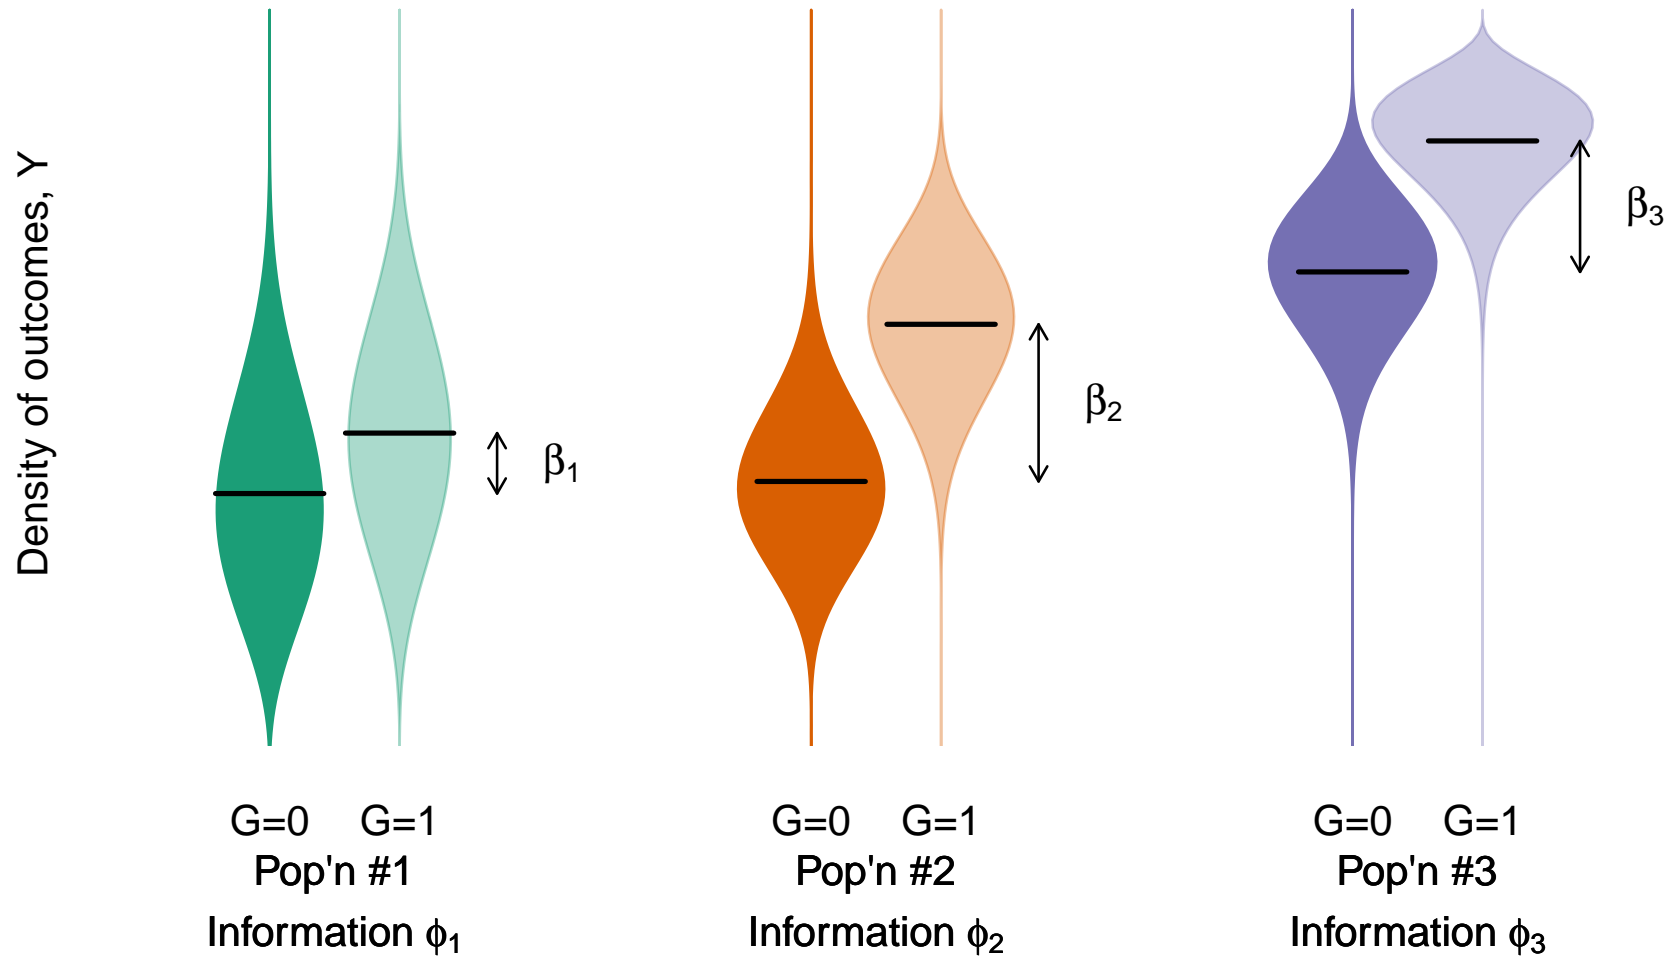 Density of outcomes, Y
β1
β2
β3
G=0 G=1
Pop'n #1
Information ϕ1
G=0 G=1
Pop'n #2
Information ϕ2
G=0 G=1
Pop'n #3
Information ϕ3